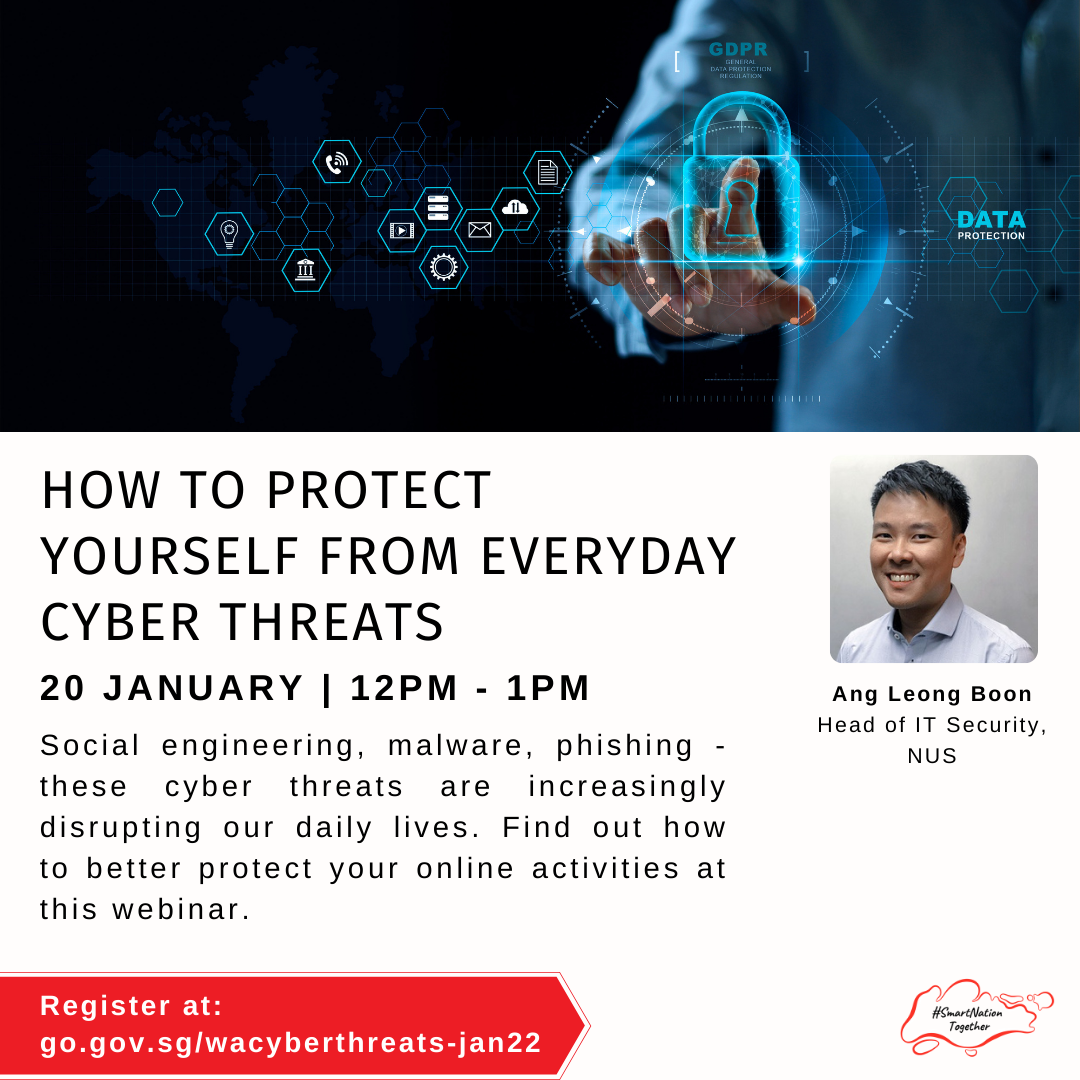 GDPR
GENERAL
DATA PROTECTION
REGULATION
DATA
PROTECTION
HOW TO PROTECT
YOURSELF FROM EVERYDAY
CYBER THREATS
20 JANUARY | 12PM - 1PM
Social engineering, malware, phishing -
these cyber threats are increasingly
disrupting our daily lives. Find out how
to better protect your online activities at
this webinar.
Ang Leong Boon
Head of IT Security,
NUS
Register at:
go.gov.sg/wacyberthreats-jan22
#SmartNation
Together